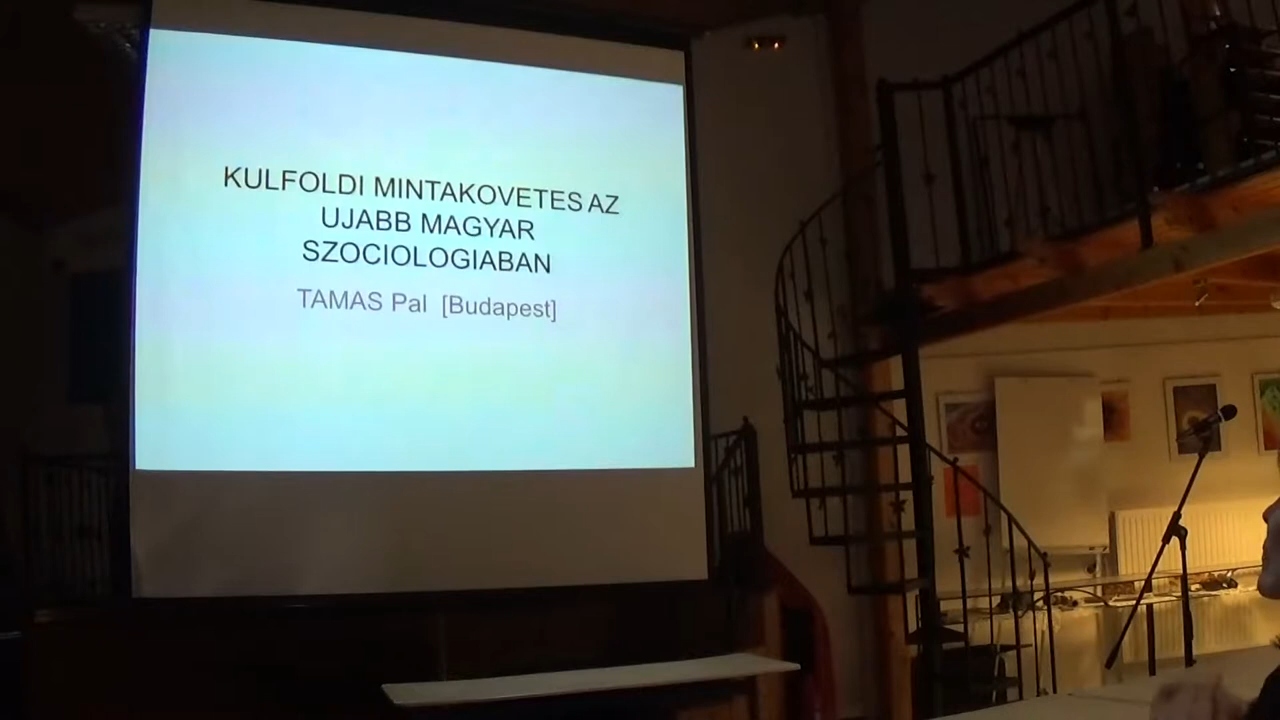 KULFOLDI MINTAKOVETES AZ
UJABB MAGYAR
SZOCIOLOGIABAN
TAMAS Pal [Budapest]